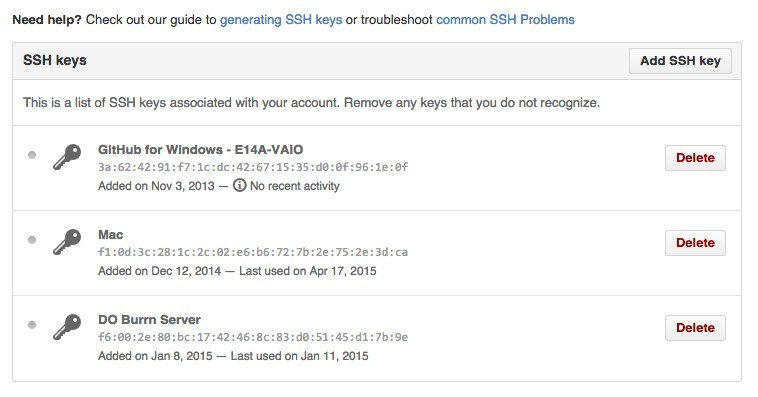 Need help? Check out our guide to generating SSH keys or troubleshoot common SSH Problems
SSH keys
Add SSH key
This is a list of SSH keys associated with your account. Remove any keys that you do not recognize.
GitHub for Windows - E14A-VAIO
3a:62:42:91:f7:1c:dc:42:67:15:35:d0:0f:96:1e:0f
Added on Nov 3, 2013 — No recent activity
Delete
Mac
f1:0d:3c:28:1c:2c:02:e6:b6:72:7b:2e:75:2e:3d:ca
Added on Dec 12, 2014 — Last used on Apr 17, 2015
Delete
DO Burrn Server
f6:00:2e:80:bc:17:42:46:8c:83:d0:51:45:d1:7b:9e
Added on Jan 8, 2015 — Last used on Jan 11, 2015
Delete